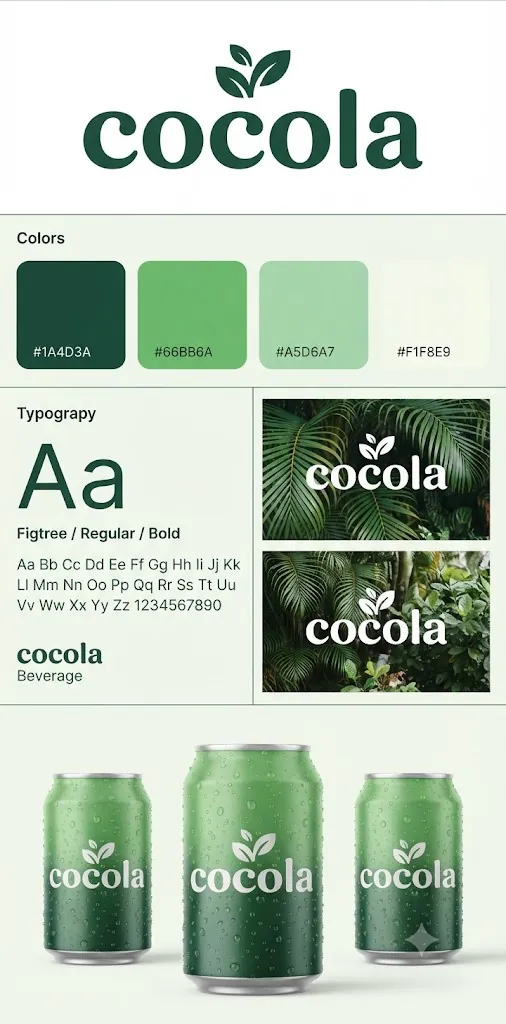 cocola
Colors
#1A4D3A
#66BB6A
#A5D6A7
#F1F8E9
Typograpy
Aa
Figtree / Regular / Bold
Aa Bb Cc Dd Ee Ff Gg Hh Ii Jj Kk
Ll Mm Nn Oo Pp Qq Rr Ss Tt Uu
Vv Ww Xx Yy Zz 1234567890
cocola
Beverage
cocola
cocola
cocola
cocola
cocola